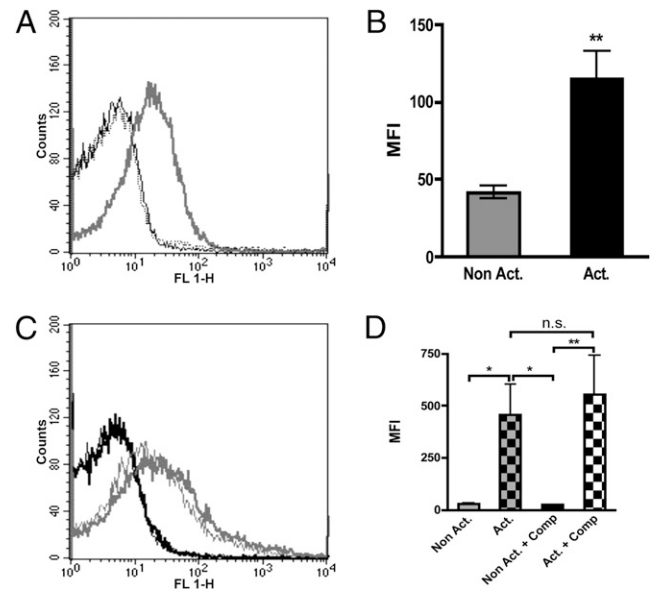 A
200
160
120
80
40
0
Counts
10^0 10^1 10^2 10^3 10^4
FL 1-H
B
**
150
100
50
0
MFI
Non Act. Act.
C
200
160
120
80
40
0
Counts
10^0 10^1 10^2 10^3 10^4
FL 1-H
D
n.s.
**
* *
750
500
250
0
MFI
Non Act.
Act.
Non Act. + Comp
Act. + Comp